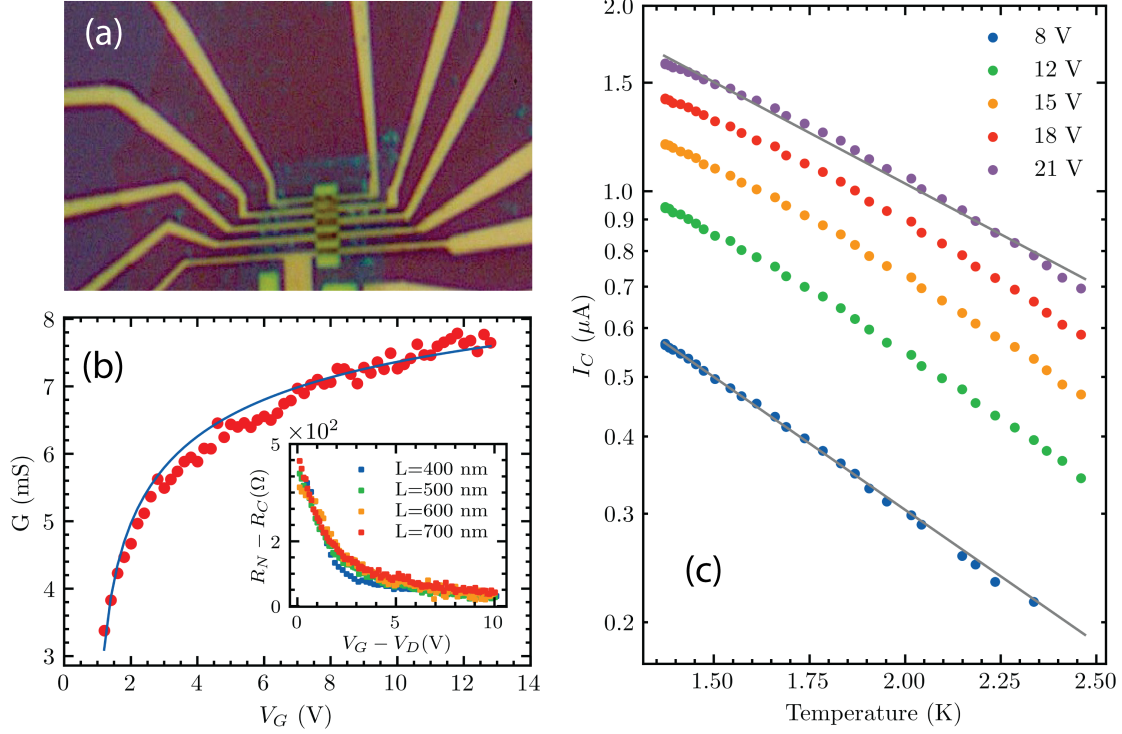 (a)
8
7
6
5
4
3
G (mS)
0
2
4
6
8
10
12
14
V_G (V)
(b)
×10²
5
2
0
R_N − R_C(Ω)
0
5
10
V_G − V_D(V)
L=400 nm
L=500 nm
L=600 nm
L=700 nm
2.0
1.5
1.0
0.9
0.8
0.7
0.6
0.5
0.4
0.3
0.2
I_C (μA)
8 V
12 V
15 V
18 V
21 V
(c)
1.50
1.75
2.00
2.25
2.50
Temperature (K)